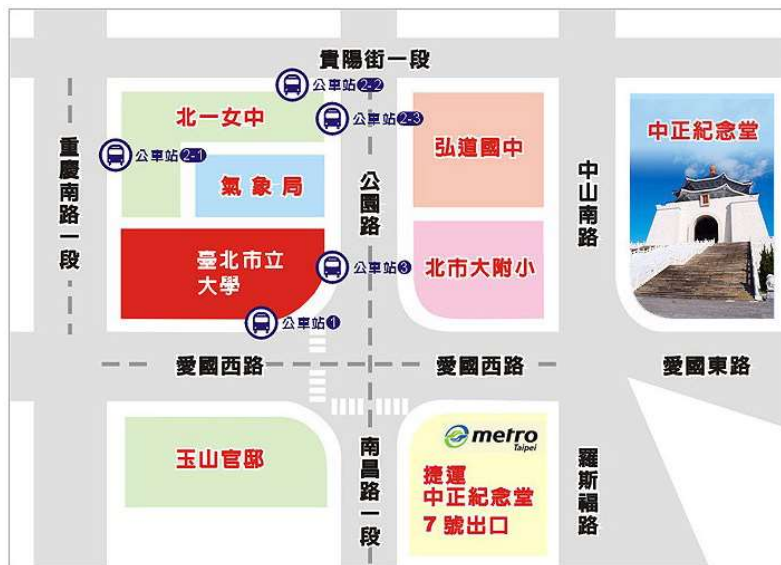 貴陽街一段
公車站2-2
北一女中
公車站2-3
公車站2-1
弘道國中
中正紀念堂
重慶南路一段
氣象局
公園路
中山南路
臺北市立
大學
公車站3
北市大附小
公車站1
愛國西路
愛國西路
愛國東路
玉山官邸
南昌路一段
metro
Taipei
捷運
中正紀念堂
7號出口
羅斯福路